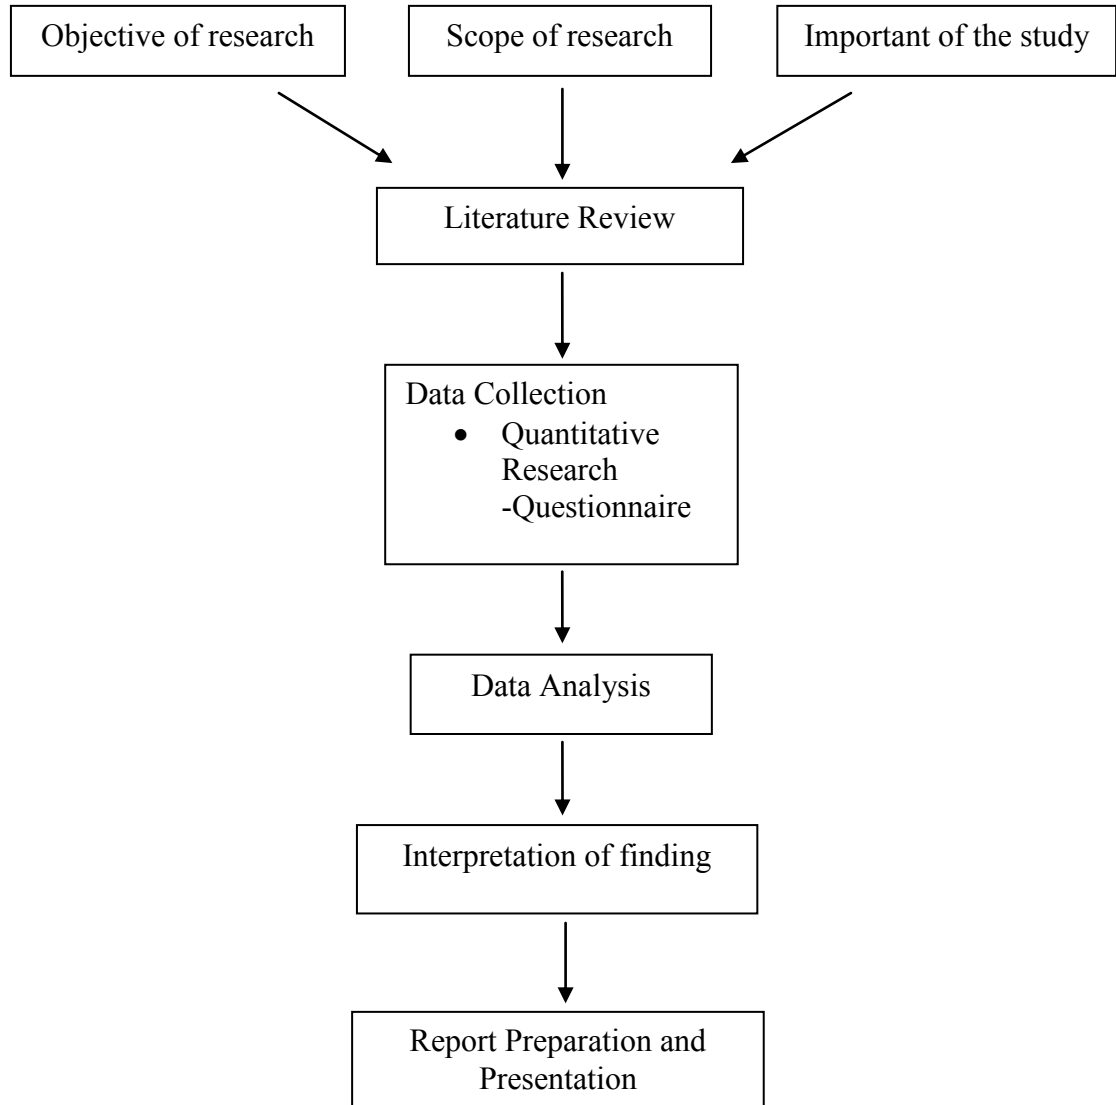 Objective of research
Scope of research
Important of the study
Literature Review
Data Collection
• Quantitative
Research
-Questionnaire
Data Analysis
Interpretation of finding
Report Preparation and
Presentation